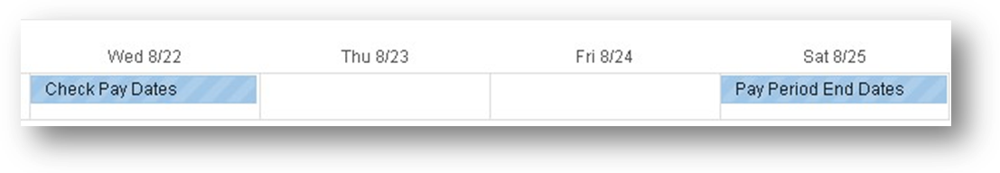 Wed 8/22 Thu 8/23 Fri 8/24 Sat 8/25
Check Pay Dates Pay Period End Dates